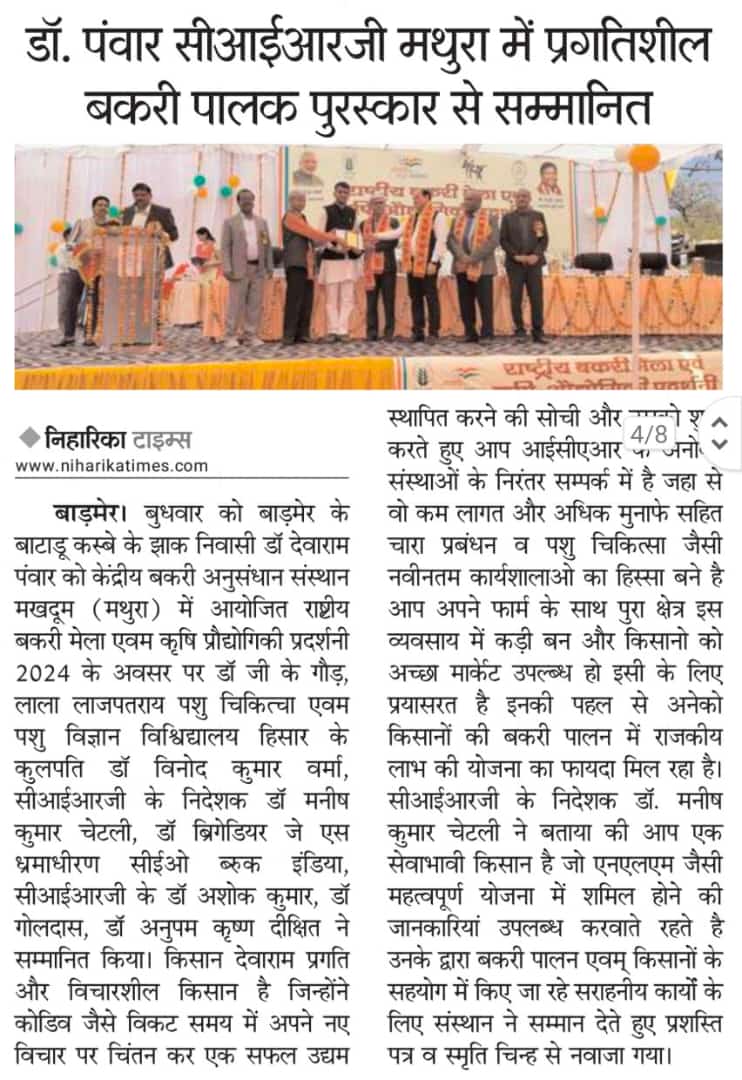 डॉ. पंवार सीआईआरजी मथुरा में प्रगतिशील
बकरी पालक पुरस्कार से सम्मानित
राष्ट्रीय बकरी मेला एवं
राष्ट्रीय बकरी मेला एवं
निहारिका टाइम्स
www.niharikatimes.com
बाड़मेर। बुधवार को बाड़मेर के
बाटाडू कस्बे के झाक निवासी डॉ देवाराम
पंवार को केंद्रीय बकरी अनुसंधान संस्थान
मखदूम (मथुरा) में आयोजित राष्ट्रीय
बकरी मेला एवम कृषि प्रौद्योगिकी प्रदर्शनी
2024 के अवसर पर डॉ जी के गौड़,
लाला लाजपतराय पशु चिकित्चा एवम
पशु विज्ञान विश्विद्यालय हिसार के
कुलपति डॉ विनोद कुमार वर्मा,
सीआईआरजी के निदेशक डॉ मनीष
कुमार चेटली, डॉ ब्रिगेडियर जे एस
ध्रमाधीरण सीईओ ब्रुक इंडिया,
सीआईआरजी के डॉ अशोक कुमार, डॉ
गोलदास, डॉ अनुपम कृष्ण दीक्षित ने
सम्मानित किया। किसान देवाराम प्रगति
और विचारशील किसान है जिन्होंने
कोडिव जैसे विकट समय में अपने नए
विचार पर चिंतन कर एक सफल उद्यम
स्थापित करने की सोची और
करते हुए आप आईसीएआर
संस्थाओं के निरंतर सम्पर्क में है जहा से
वो कम लागत और अधिक मुनाफे सहित
चारा प्रबंधन व पशु चिकित्सा जैसी
नवीनतम कार्यशालाओ का हिस्सा बने है
आप अपने फार्म के साथ पुरा क्षेत्र इस
व्यवसाय में कड़ी बन और किसानो को
अच्छा मार्केट उपल्ब्ध हो इसी के लिए
प्रयासरत है इनकी पहल से अनेको
किसानों की बकरी पालन में राजकीय
लाभ की योजना का फायदा मिल रहा है।
सीआईआरजी के निदेशक डॉ. मनीष
कुमार चेटली ने बताया की आप एक
सेवाभावी किसान है जो एनएलएम जैसी
महत्वपूर्ण योजना में शमिल होने की
जानकारियां उपलब्ध करवाते रहते है
उनके द्वारा बकरी पालन एवम् किसानों के
सहयोग में किए जा रहे सराहनीय कार्यो के
लिए संस्थान ने सम्मान देते हुए प्रशस्ति
पत्र व स्मृति चिन्ह से नवाजा गया।
4/8